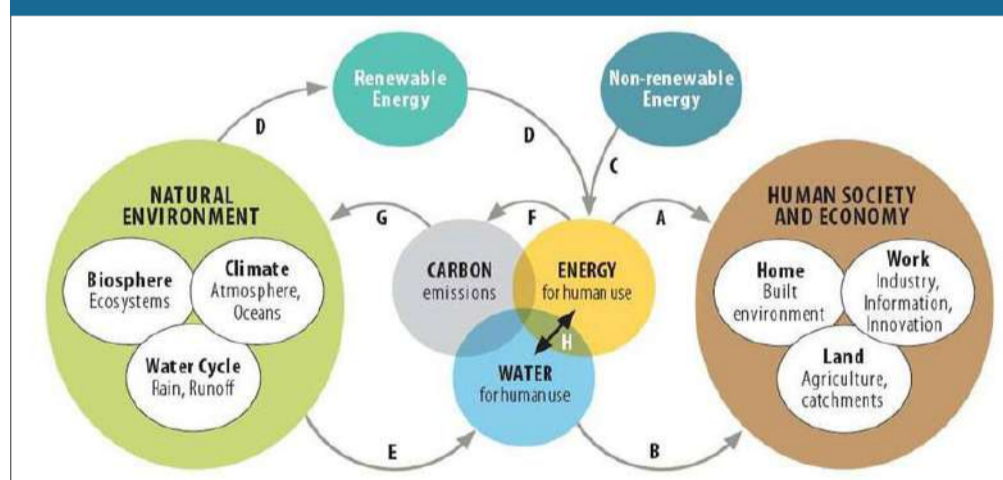 Renewable
Energy
Non-renewable
Energy
D
D
C
NATURAL
ENVIRONMENT
Biosphere
Ecosystems
Climate
Atmosphere,
Oceans
Water Cycle
Rain, Runoff
G
F
A
CARBON
emissions
ENERGY
for human use
H
WATER
for human use
E
B
HUMAN SOCIETY
AND ECONOMY
Home
Built
environment
Work
Industry,
Information,
Innovation
Land
Agriculture,
catchments